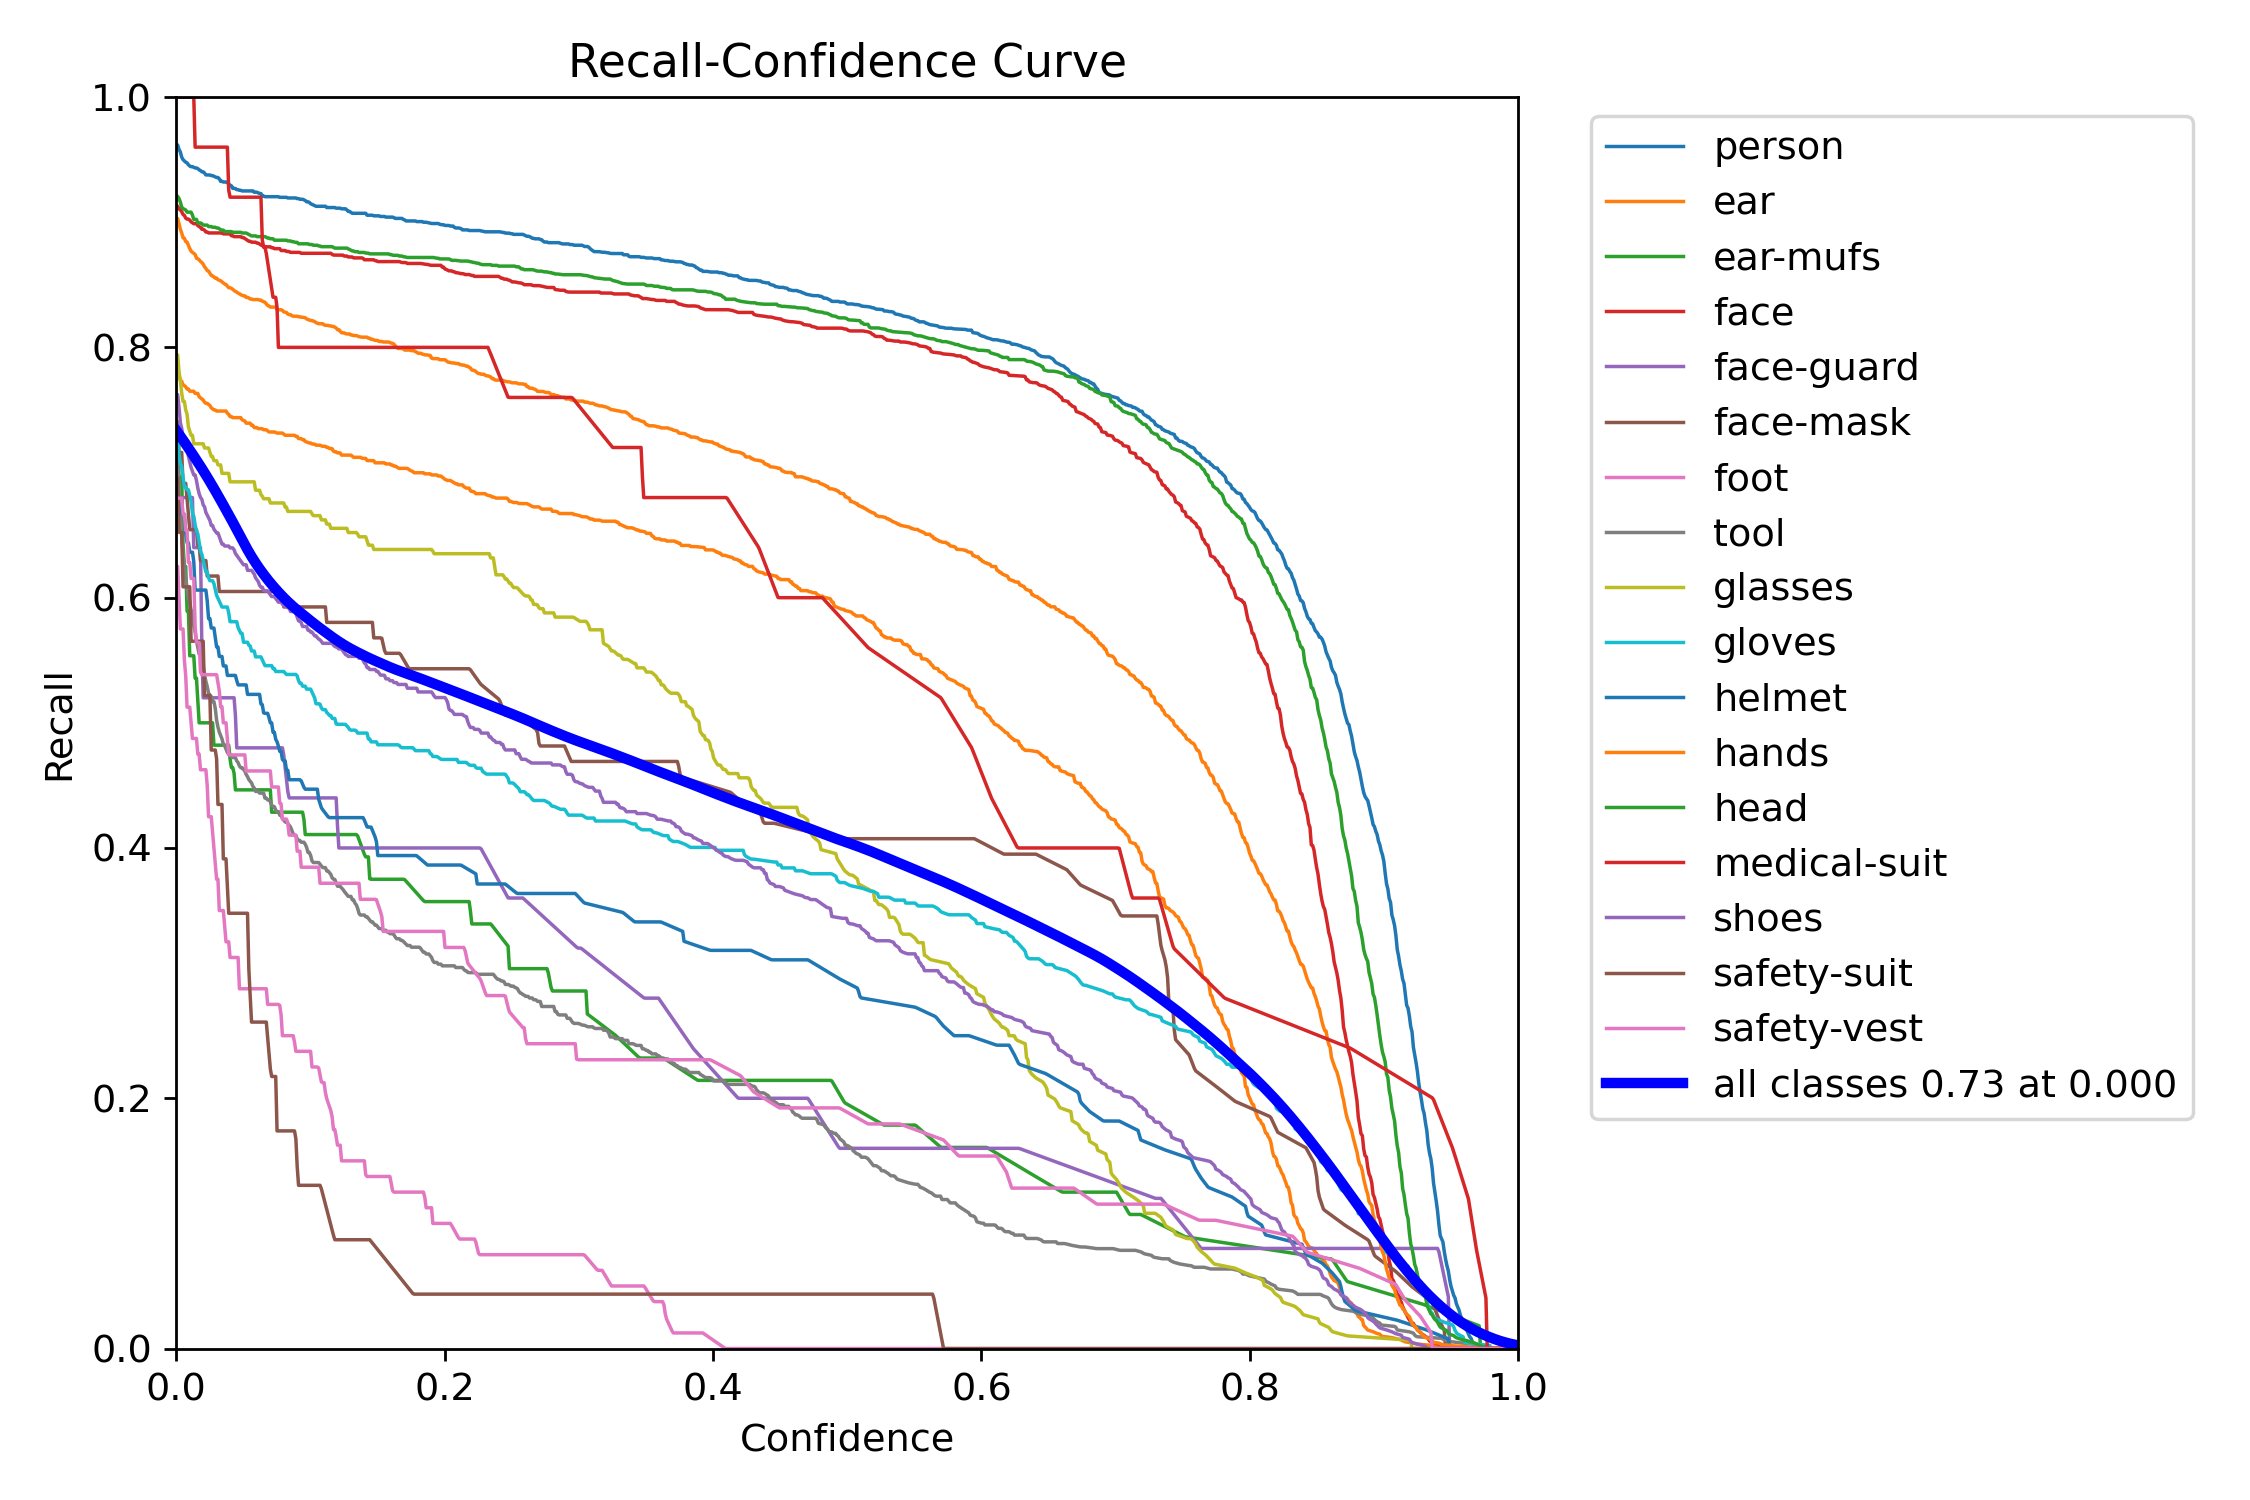 Recall-Confidence Curve
1.0
0.8
0.6
0.4
0.2
0.0
Recall
0.0 0.2 0.4 0.6 0.8 1.0
Confidence
person
ear
ear-mufs
face
face-guard
face-mask
foot
tool
glasses
gloves
helmet
hands
head
medical-suit
shoes
safety-suit
safety-vest
all classes 0.73 at 0.000